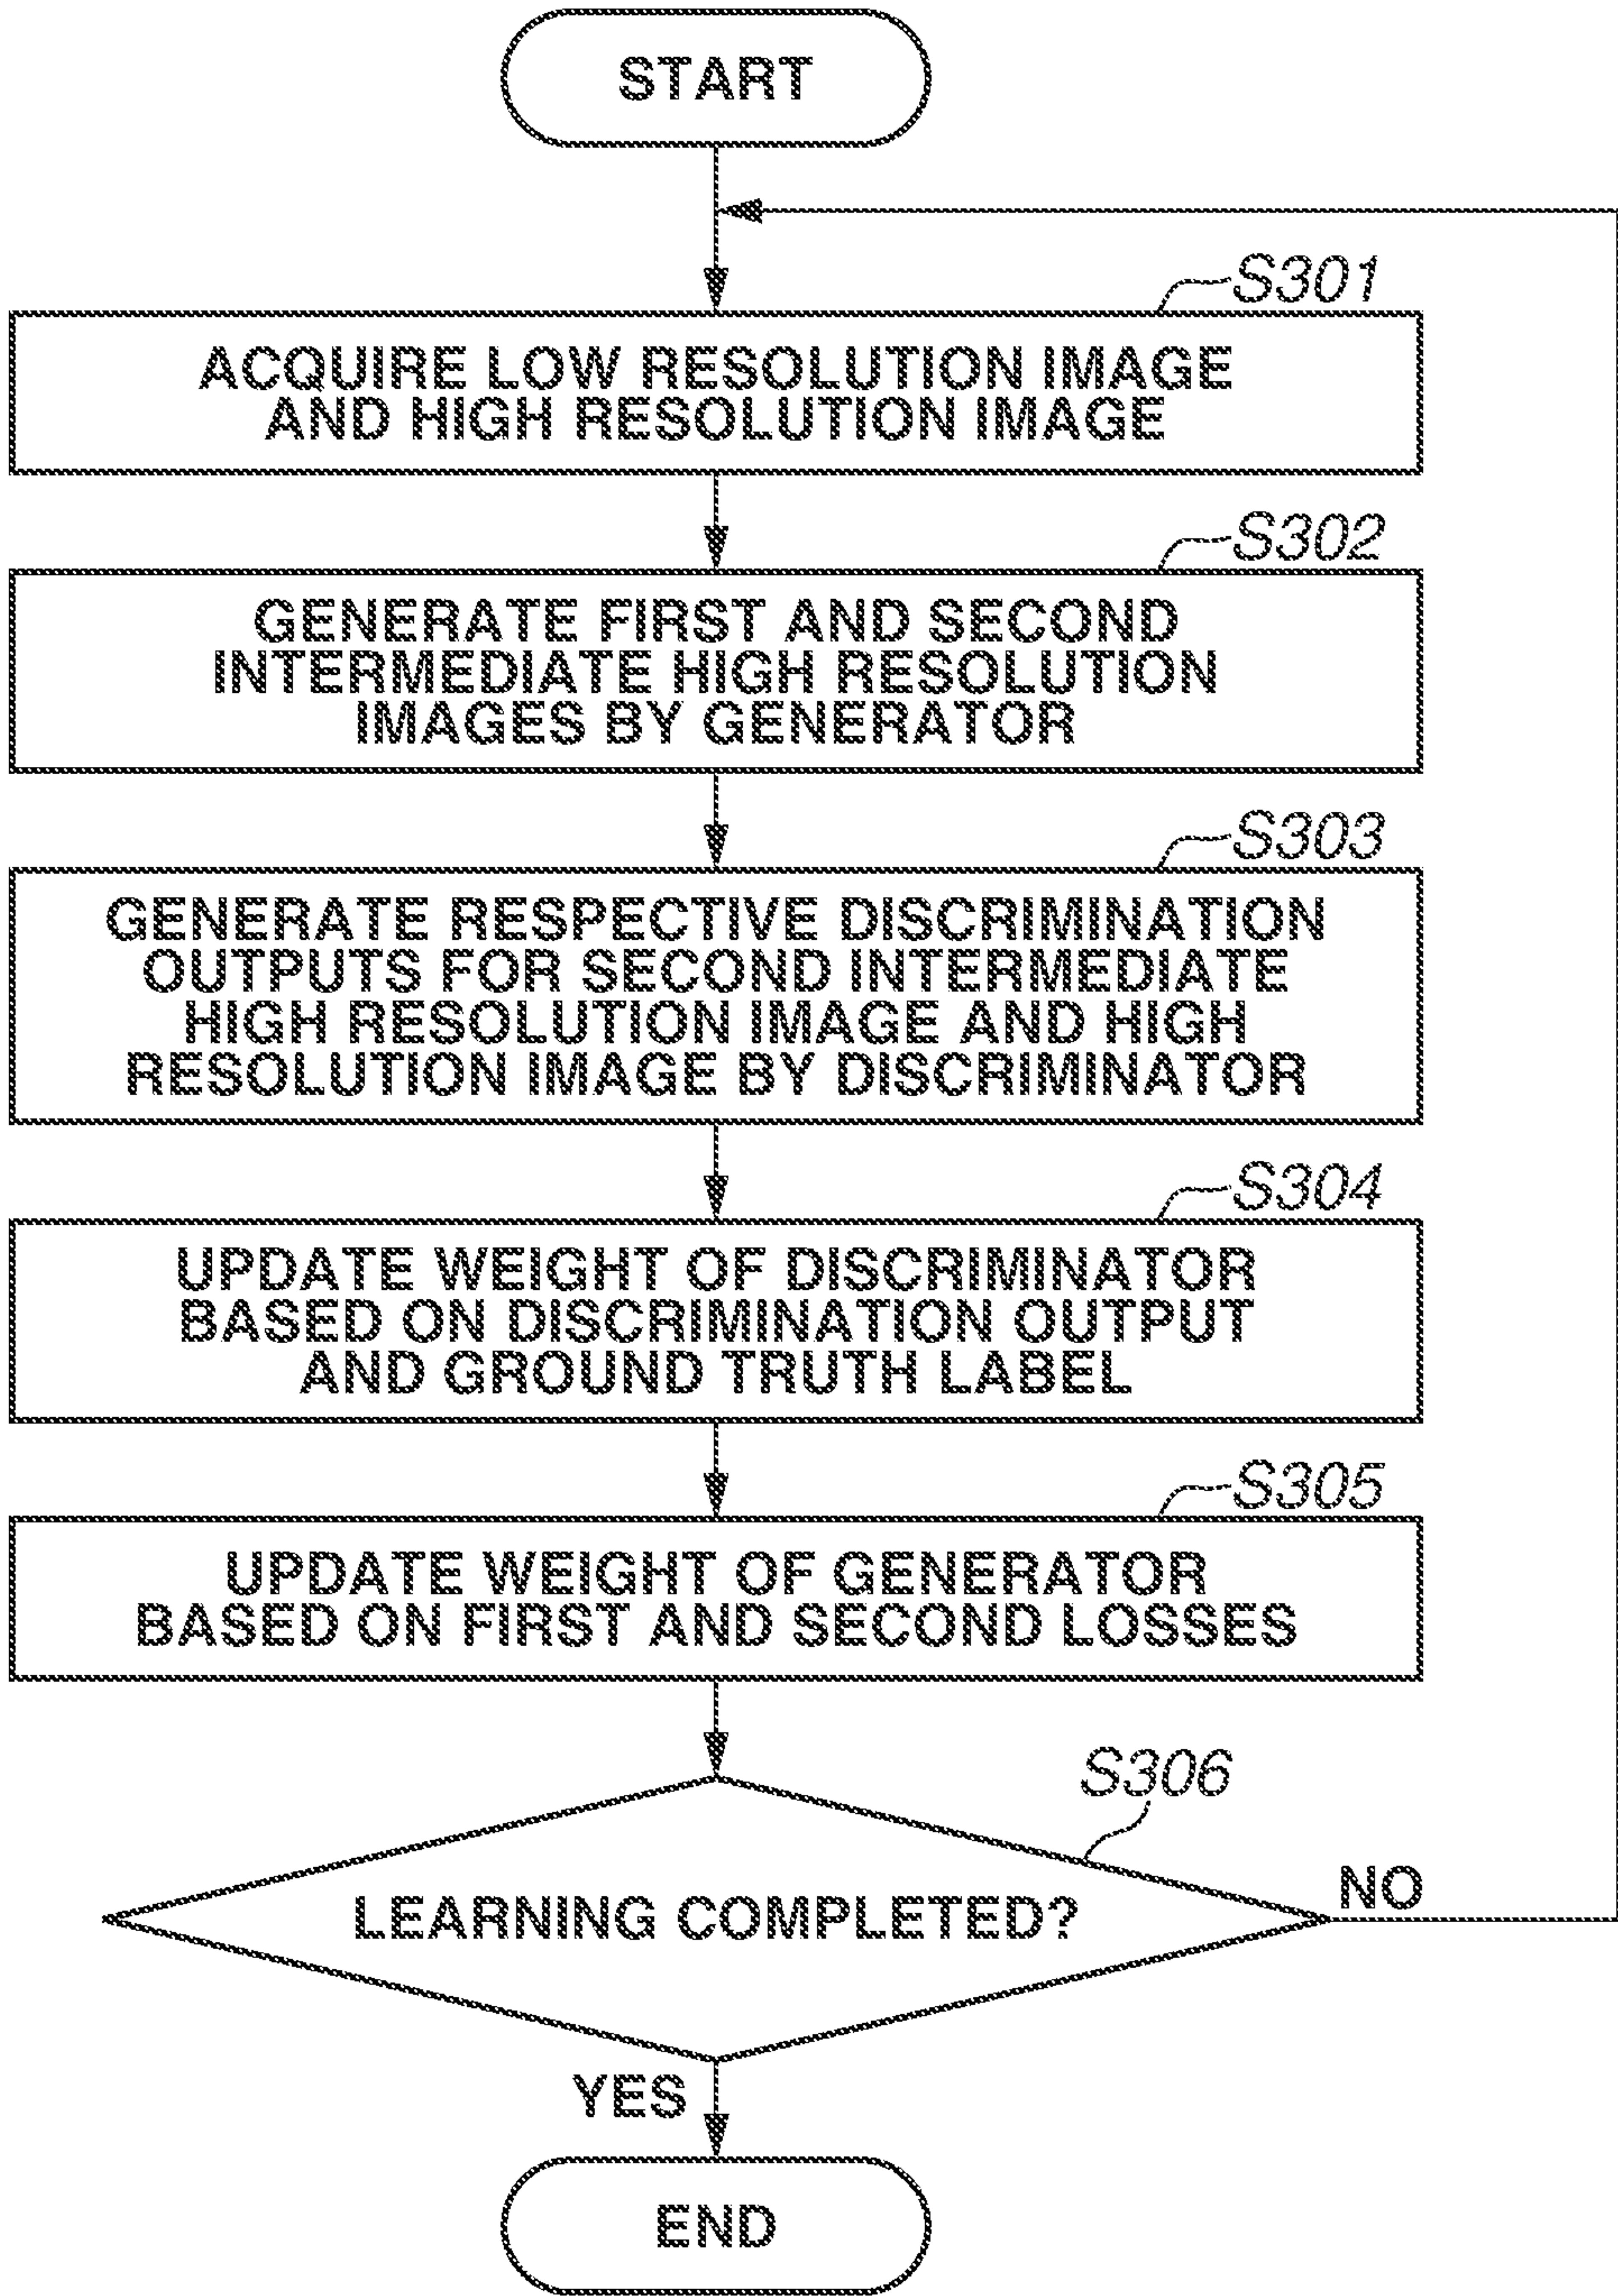 START
S301
ACQUIRE LOW RESOLUTION IMAGE
AND HIGH RESOLUTION IMAGE
S302
GENERATE FIRST AND SECOND
INTERMEDIATE HIGH RESOLUTION
IMAGES BY GENERATOR
S303
GENERATE RESPECTIVE DISCRIMINATION
OUTPUTS FOR SECOND INTERMEDIATE
HIGH RESOLUTION IMAGE AND HIGH
RESOLUTION IMAGE BY DISCRIMINATOR
S304
UPDATE WEIGHT OF DISCRIMINATOR
BASED ON DISCRIMINATION OUTPUT
AND GROUND TRUTH LABEL
S305
UPDATE WEIGHT OF GENERATOR
BASED ON FIRST AND SECOND LOSSES
S306
LEARNING COMPLETED?
NO
YES
END